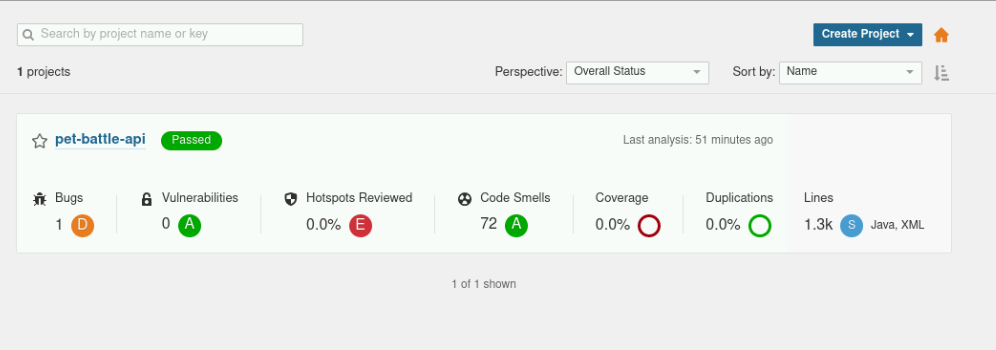 Search by project name or key
Create Project
1 projects
Perspective: Overall Status Sort by: Name
pet-battle-api Passed Last analysis: 51 minutes ago
Bugs Vulnerabilities Hotspots Reviewed Code Smells Coverage Duplications Lines
1 D 0 A 0.0% E 72 A 0.0% 0.0% 1.3k S Java, XML
1 of 1 shown